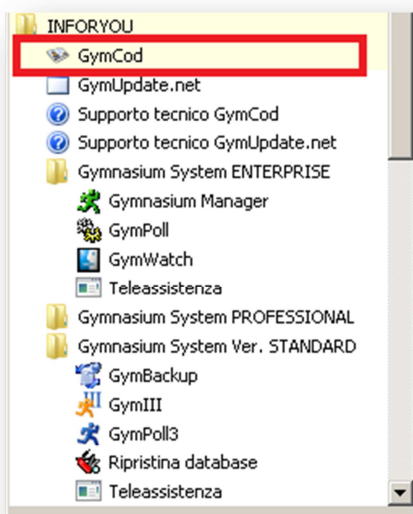 INFORYOU
GymCod
GymUpdate.net
Supporto tecnico GymCod
Supporto tecnico GymUpdate.net
Gymnasium System ENTERPRISE
Gymnasium Manager
GymPoll
GymWatch
Teleassistenza
Gymnasium System PROFESSIONAL
Gymnasium System Ver. STANDARD
GymBackup
GymIII
GymPoll3
Ripristina database
Teleassistenza